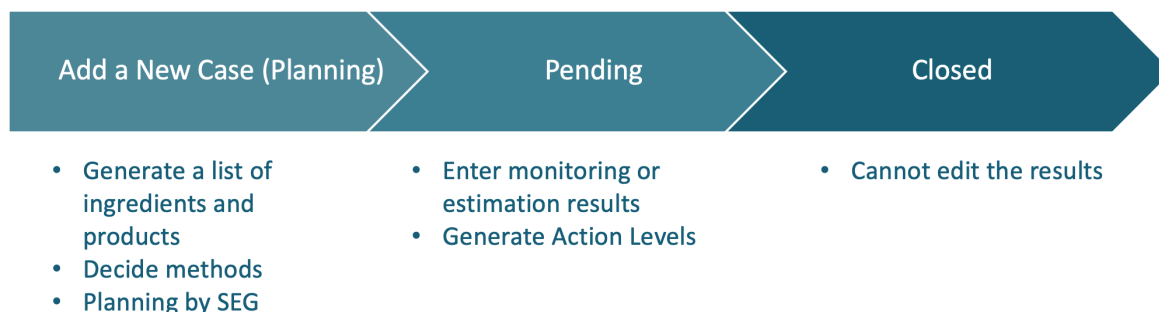 Add a New Case (Planning)
Pending
Closed
• Generate a list of
ingredients and
products
• Decide methods
• Planning by SEG
• Enter monitoring or
estimation results
• Generate Action Levels
• Cannot edit the results